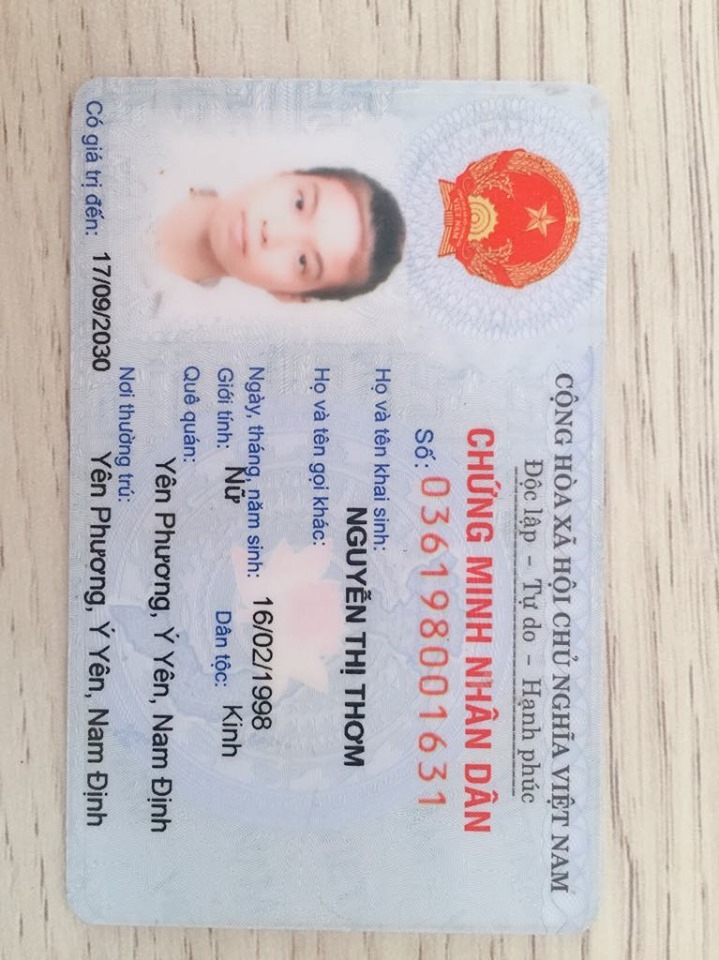 CỘNG HÒA XÃ HỘI CHỦ NGHĨA VIỆT NAM
Độc lập - Tự do - Hạnh phúc
CHỨNG MINH NHÂN DÂN
Số: 036198001631
Họ và tên khai sinh:
NGUYỄN THỊ THƠM
Họ và tên gọi khác:
Ngày, tháng, năm sinh: 16/02/1998
Giới tính: Nữ Dân tộc: Kinh
Quê quán:
Yên Phương, Ý Yên, Nam Định
Nơi thường trú:
Yên Phương, Ý Yên, Nam Định
Có giá trị đến: 17/09/2030
VIỆT NAM